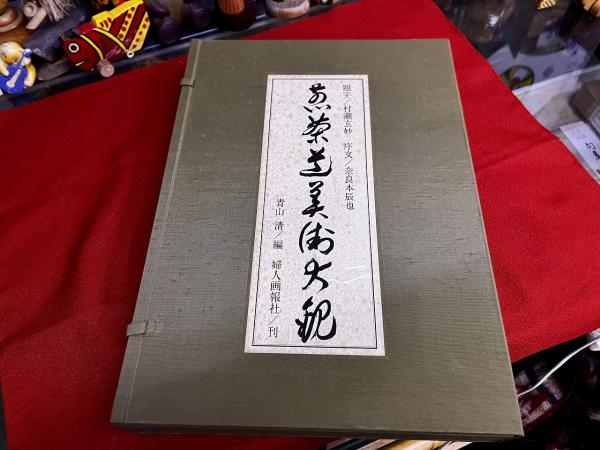 題字／村瀬玄妙　序文／奈良本辰也
煎茶道美術大観
青山 清／編　婦人画報社／刊